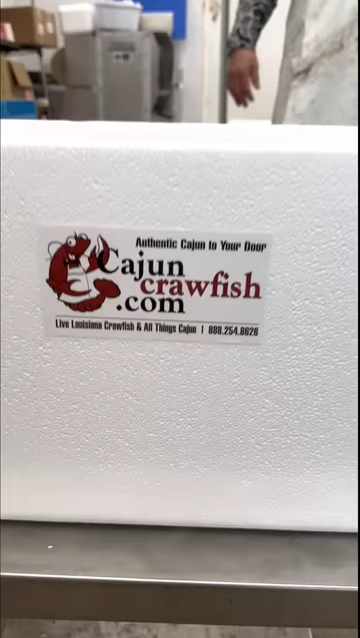 Authentic Cajun to Your Door
Cajun
crawfish
.com
Live Louisiana Crawfish & All Things Cajun | 888.254.8626